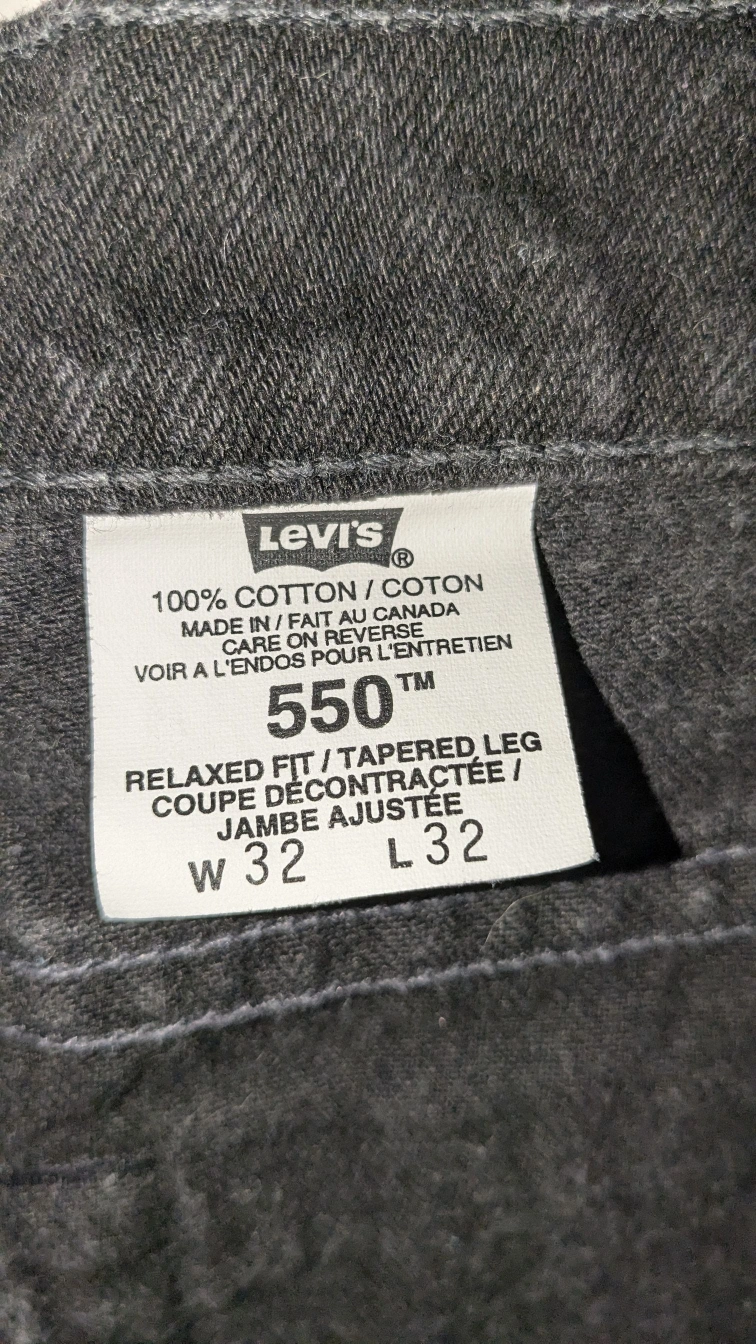 Levi's®
100% COTTON / COTON
MADE IN / FAIT AU CANADA
CARE ON REVERSE
VOIR A L'ENDOS POUR L'ENTRETIEN
550™
RELAXED FIT / TAPERED LEG
COUPE DÉCONTRACTÉE /
JAMBE AJUSTÉE
W 32 L 32